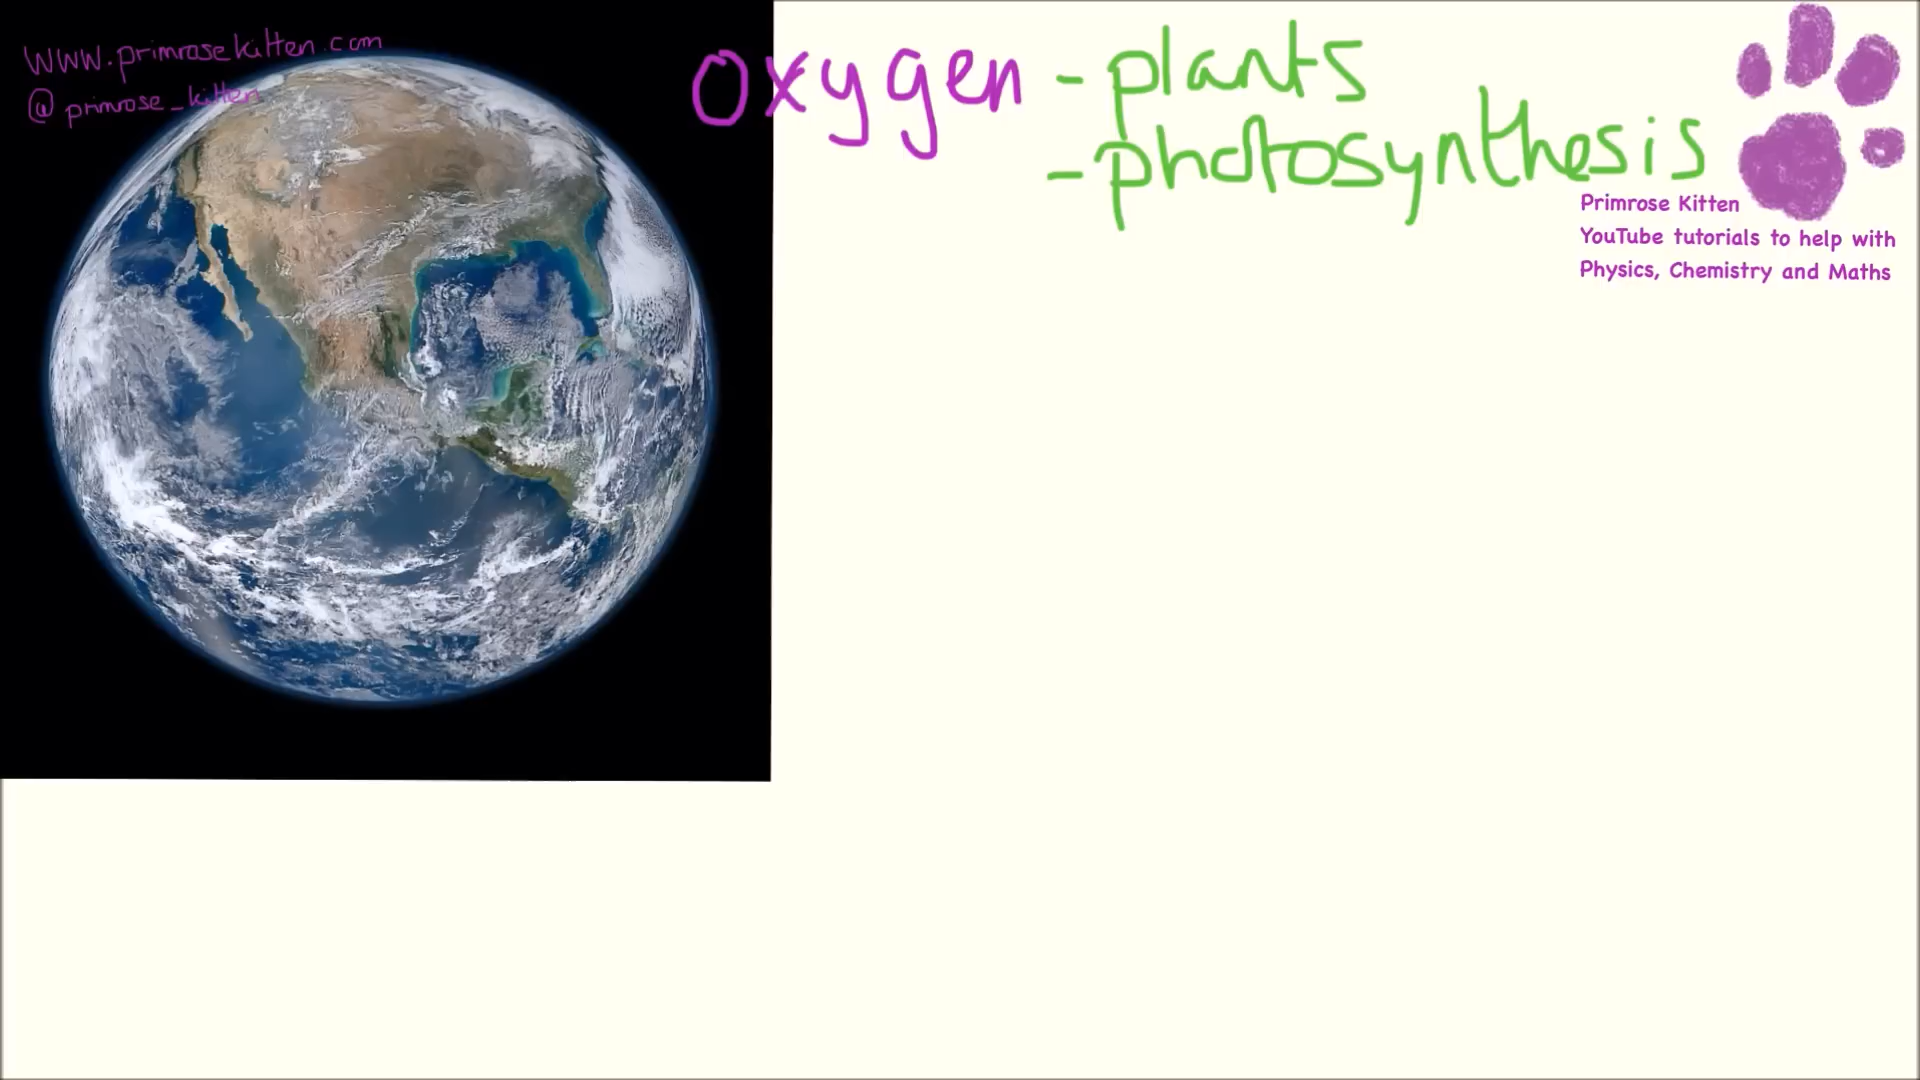 www.primrosekitten.com
@primrose_kitten
oxygen - plants
- photosynthesis
Primrose Kitten
YouTube tutorials to help with
Physics, Chemistry and Maths